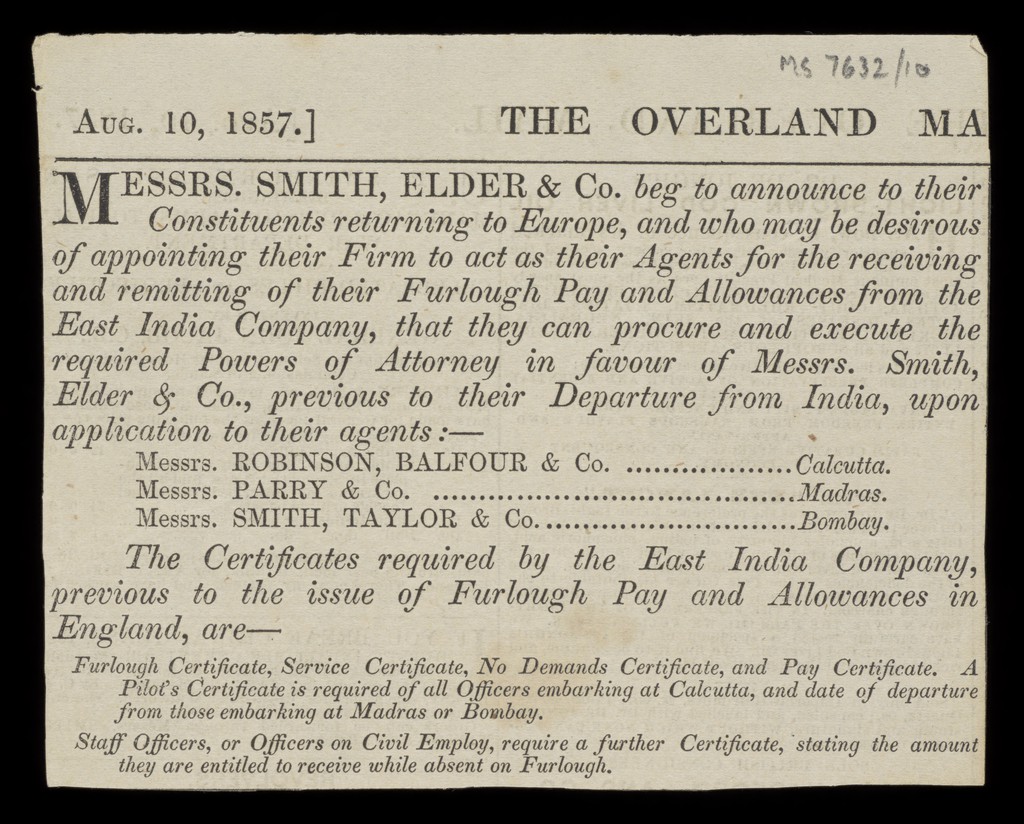 MS 7632/10
Aug. 10, 1857.] THE OVERLAND MA
MESSRS. SMITH, ELDER & Co. beg to announce to their
Constituents returning to Europe, and who may be desirous
of appointing their Firm to act as their Agents for the receiving
and remitting of their Furlough Pay and Allowances from the
East India Company, that they can procure and execute the
required Powers of Attorney in favour of Messrs. Smith,
Elder & Co., previous to their Departure from India, upon
application to their agents :—
Messrs. ROBINSON, BALFOUR & Co. ..................Calcutta.
Messrs. PARRY & Co. .......................................Madras.
Messrs. SMITH, TAYLOR & Co............................Bombay.
The Certificates required by the East India Company,
previous to the issue of Furlough Pay and Allowances in
England, are—
Furlough Certificate, Service Certificate, No Demands Certificate, and Pay Certificate. A
Pilot's Certificate is required of all Officers embarking at Calcutta, and date of departure
from those embarking at Madras or Bombay.
Staff Officers, or Officers on Civil Employ, require a further Certificate, stating the amount
they are entitled to receive while absent on Furlough.